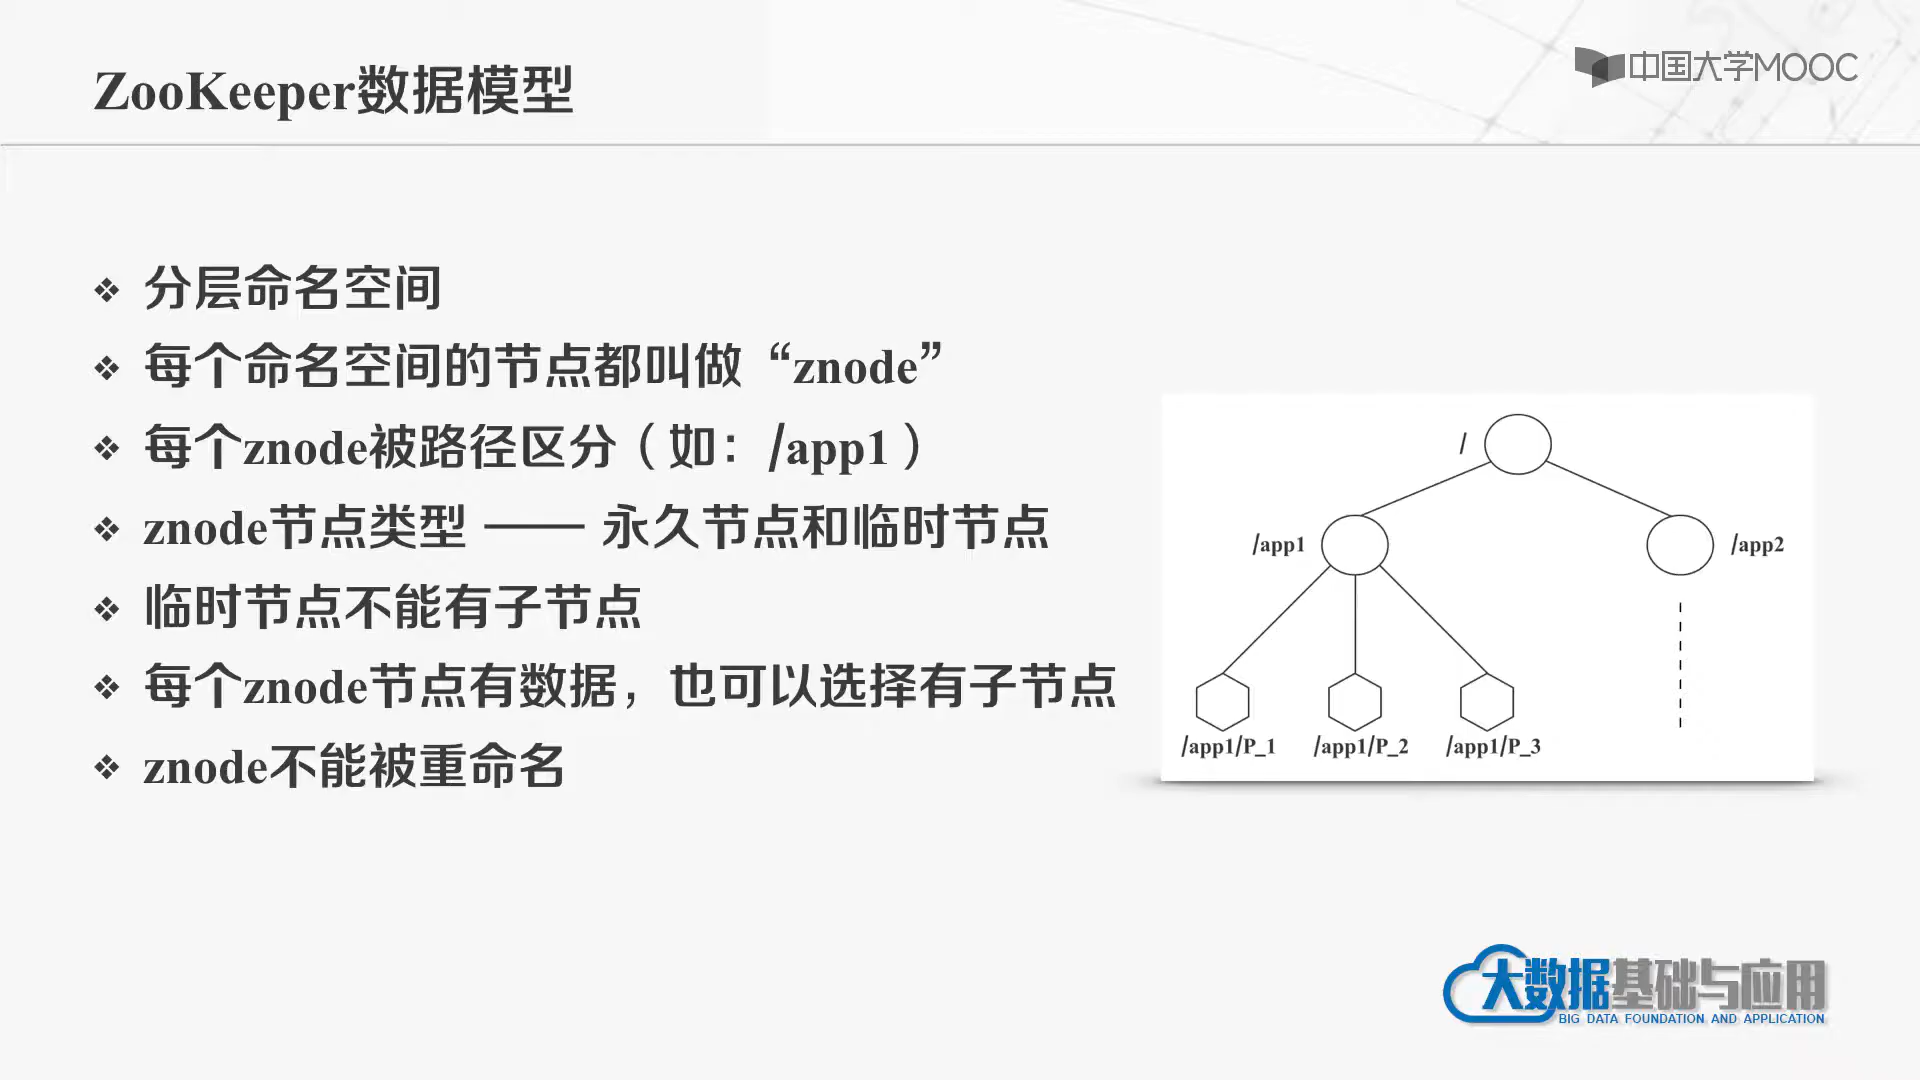 ZooKeeper数据模型
中国大学MOOC
❖ 分层命名空间
❖ 每个命名空间的节点都叫做“znode”
❖ 每个znode被路径区分（如：/app1）
❖ znode节点类型 —— 永久节点和临时节点
❖ 临时节点不能有子节点
❖ 每个znode节点有数据，也可以选择有子节点
❖ znode不能被重命名
/
/app1
/app2
/app1/P_1
/app1/P_2
/app1/P_3
大数据基础与应用
BIG DATA FOUNDATION AND APPLICATION